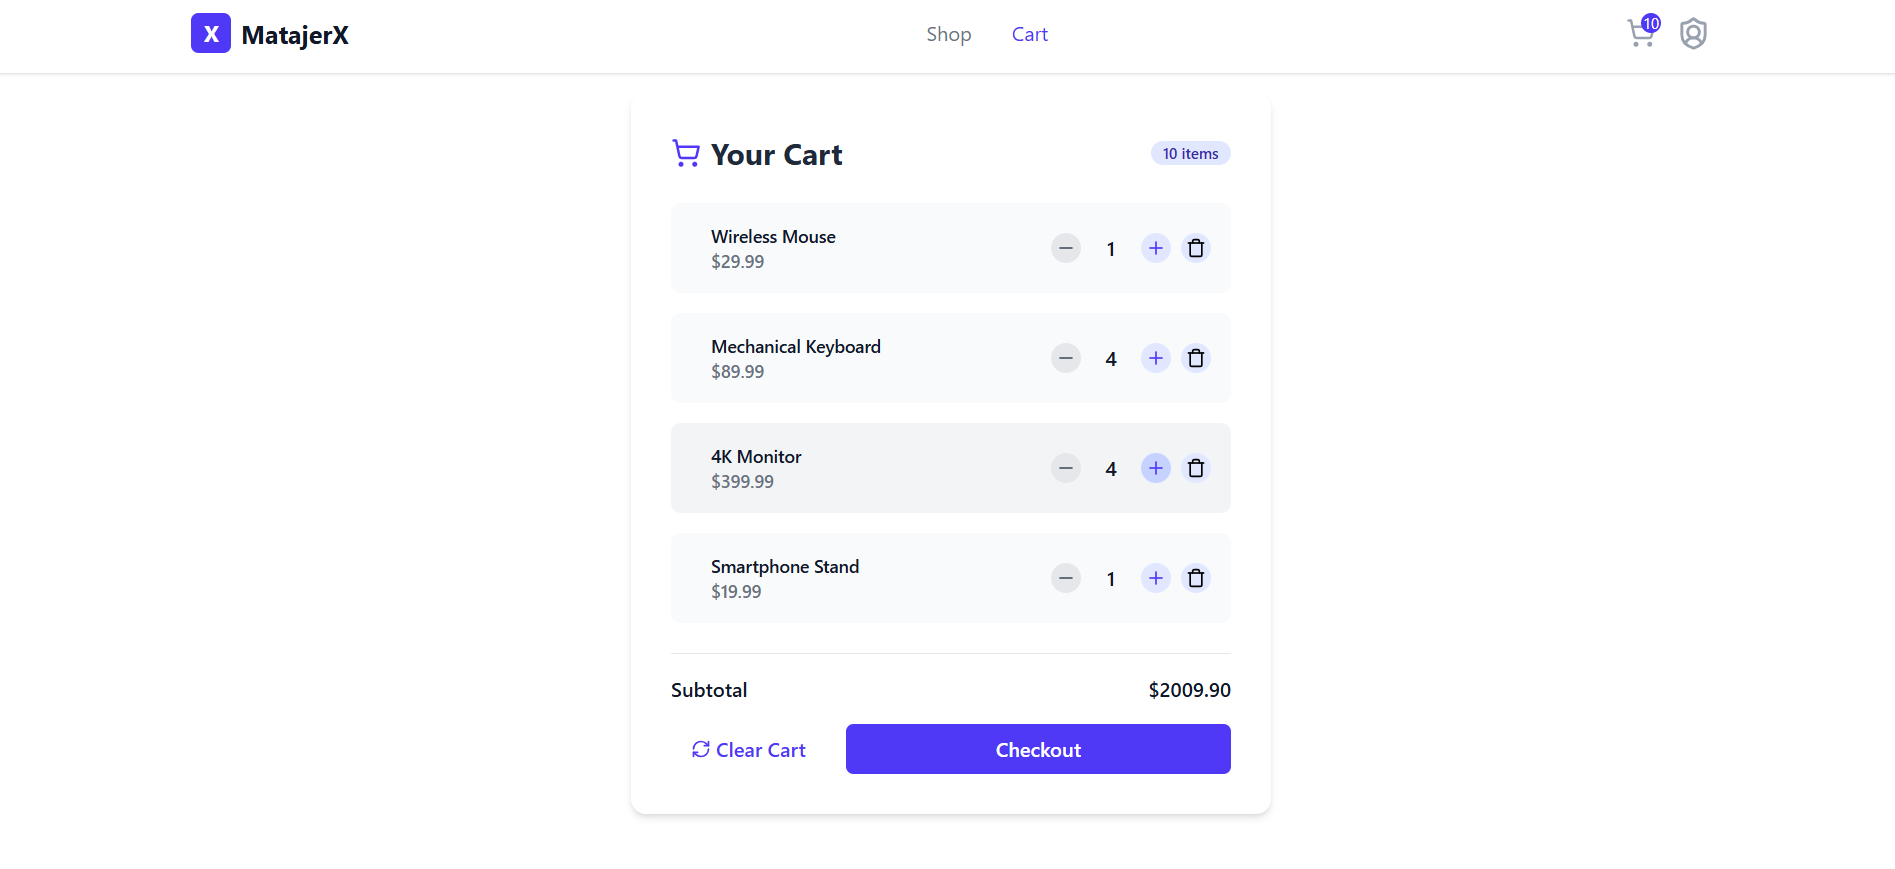 X MatajerX
Shop Cart
10
Your Cart
10 items
Wireless Mouse
$29.99
1
Mechanical Keyboard
$89.99
4
4K Monitor
$399.99
4
Smartphone Stand
$19.99
1
Subtotal $2009.90
Clear Cart
Checkout